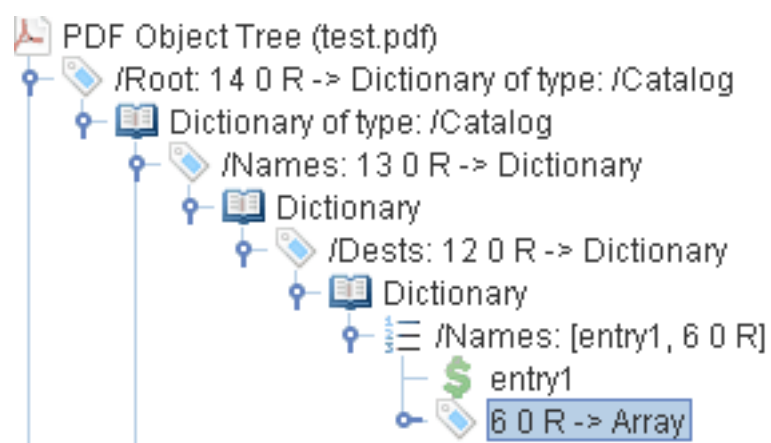 PDF Object Tree (test.pdf)
/Root: 14 0 R -> Dictionary of type: /Catalog
Dictionary of type: /Catalog
/Names: 13 0 R -> Dictionary
Dictionary
/Dests: 12 0 R -> Dictionary
Dictionary
/Names: [entry1, 6 0 R]
entry1
6 0 R -> Array